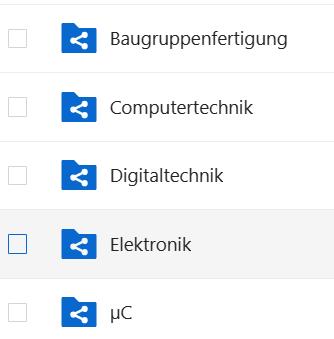 Baugruppenfertigung
Computertechnik
Digitaltechnik
Elektronik
µC